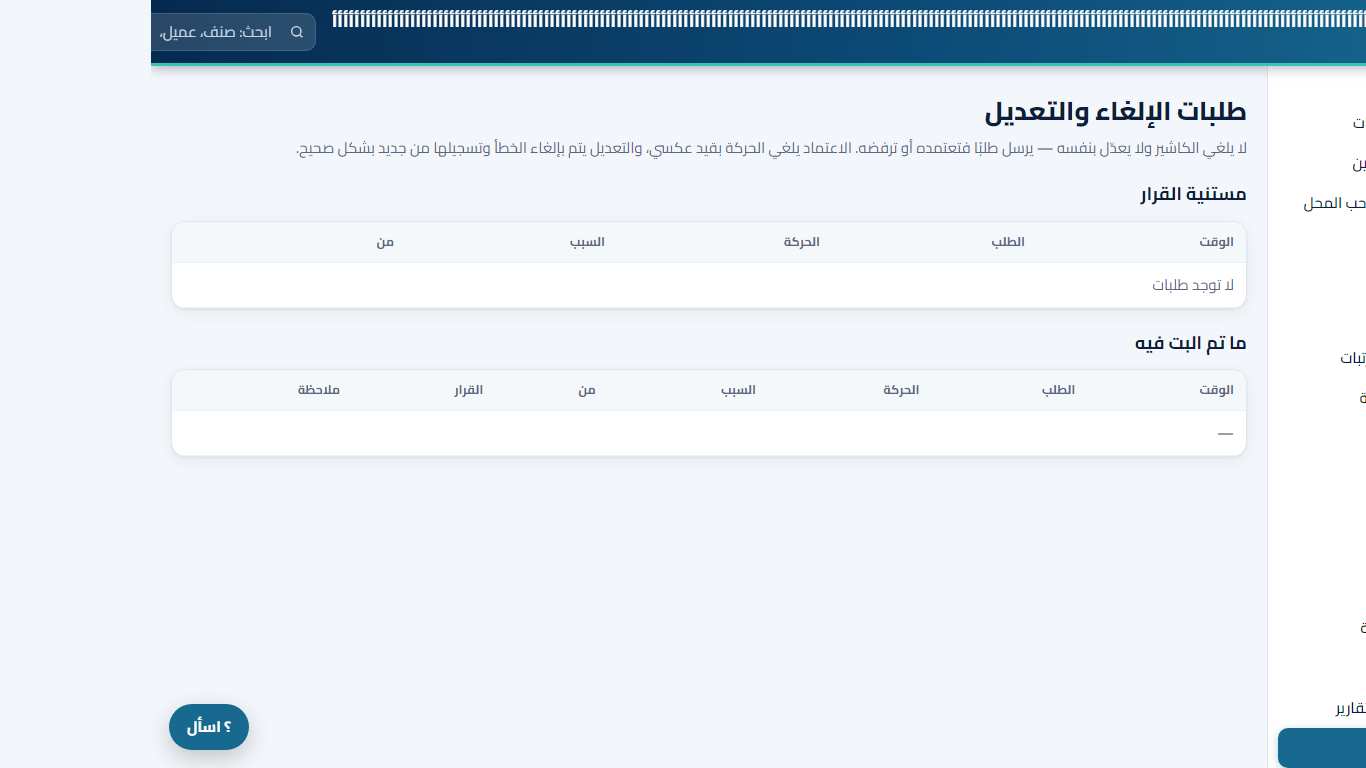 ابحث: صنف، عميل،
طلبات الإلغاء والتعديل
لا يلغي الكاشير ولا يعدّل بنفسه — يرسل طلبًا فتعتمده أو ترفضه. الاعتماد يلغي الحركة بقيد عكسي، والتعديل يتم بإلغاء الخطأ وتسجيلها من جديد بشكل صحيح.
مستنية القرار
الوقت الطلب الحركة السبب من
لا توجد طلبات
ما تم البت فيه
الوقت الطلب الحركة السبب من القرار ملاحظة
—
حب المحل
؟ اسأل